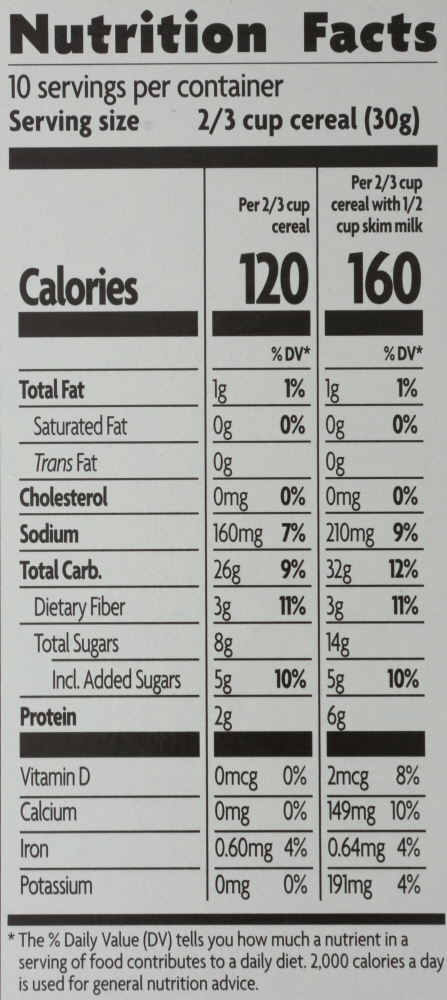 Nutrition Facts
10 servings per container
Serving size 2/3 cup cereal (30g)
Per 2/3 cup cereal
Per 2/3 cup cereal with 1/2 cup skim milk
Calories 120 160
% DV* % DV*
Total Fat 1g 1% 1g 1%
Saturated Fat 0g 0% 0g 0%
Trans Fat 0g 0g
Cholesterol 0mg 0% 0mg 0%
Sodium 160mg 7% 210mg 9%
Total Carb. 26g 9% 32g 12%
Dietary Fiber 3g 11% 3g 11%
Total Sugars 8g 14g
Incl. Added Sugars 5g 10% 5g 10%
Protein 2g 6g
Vitamin D 0mcg 0% 2mcg 8%
Calcium 0mg 0% 149mg 10%
Iron 0.60mg 4% 0.64mg 4%
Potassium 0mg 0% 191mg 4%
* The % Daily Value (DV) tells you how much a nutrient in a
serving of food contributes to a daily diet. 2,000 calories a day
is used for general nutrition advice.